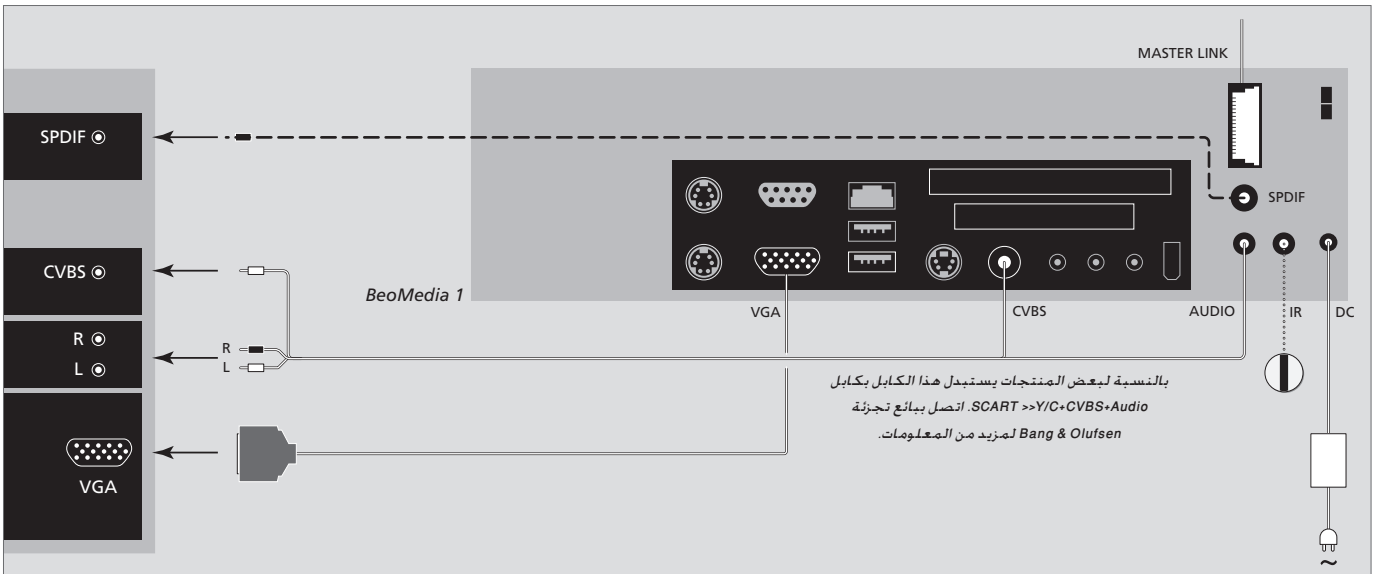 MASTER LINK
SPDIF
SPDIF
CVBS
BeoMedia 1
VGA
CVBS
AUDIO
IR
DC
R
L
R
L
بالنسبة لبعض المنتجات يستبدل هذا الكابل بكابل
SCART >>Y/C+CVBS+Audio. اتصل ببائع تجزئة
Bang & Olufsen لمزيد من المعلومات.
VGA
~